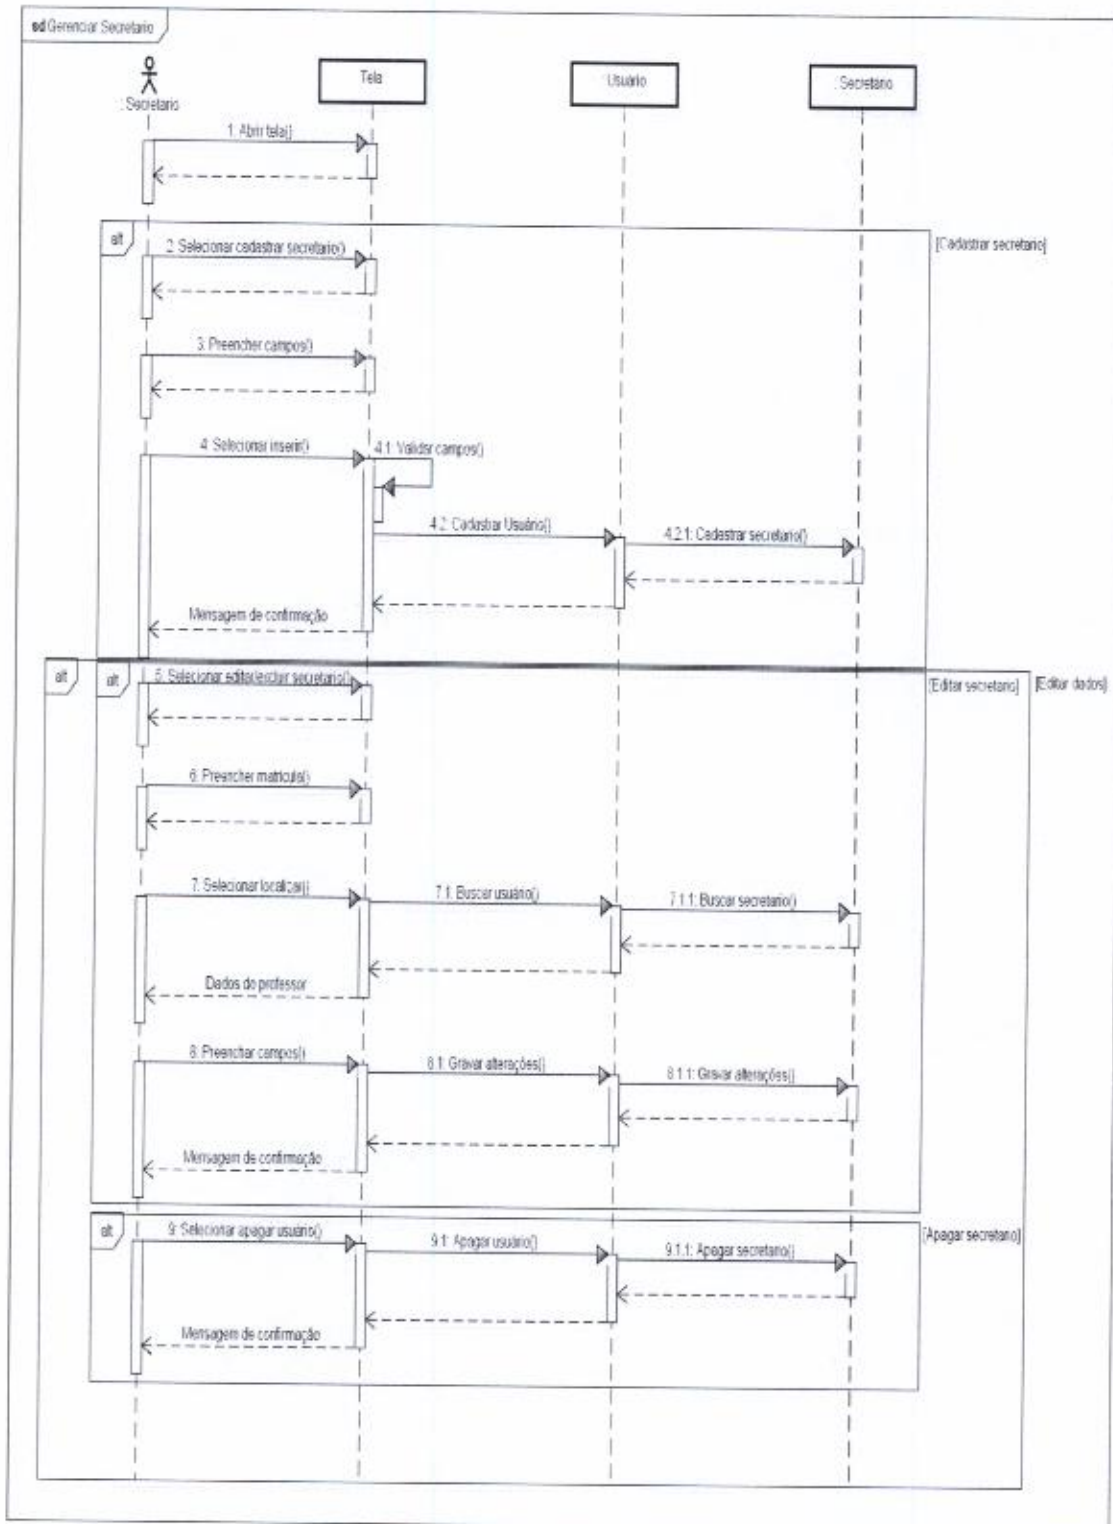 sd Gerenciar Secretario
: Secretario
Tela
Usuário
: Secretario
1: Abrir tela()
alt
[Cadastrar secretario]
2: Selecionar cadastrar secretario()
3: Preencher campos()
4: Selecionar inserir()
4.1: Validar campos()
4.2: Cadastrar Usuário()
4.2.1: Cadastrar secretario()
Mensagem de confirmação
alt
alt
5: Selecionar editar/excluir secretario()
[Editar secretario]
[Editar dados]
6: Preencher matricula()
7: Selecionar localizar()
7.1: Buscar usuário()
7.1.1: Buscar secretario()
Dados do professor
8: Preenchar campos()
8.1: Gravar alterações()
8.1.1: Gravar alterações()
Mensagem de confirmação
alt
9: Selecionar apagar usuário()
9.1: Apagar usuário()
9.1.1: Apagar secretario()
[Apagar secretario]
Mensagem de confirmação